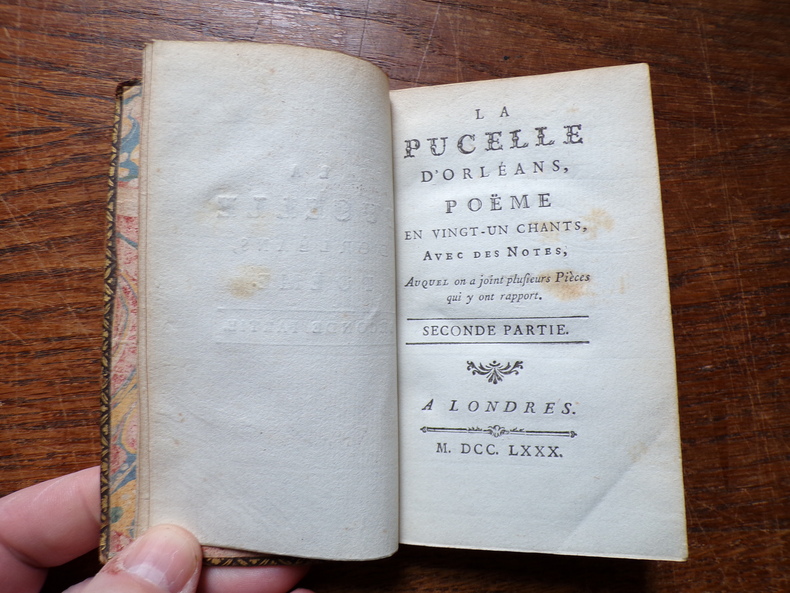 LA
PUCELLE
D'ORLÉANS,
POËME
EN VINGT-UN CHANTS,
AVEC DES NOTES,
AUQUEL on a joint pluſieurs Pièces
qui y ont rapport.
SECONDE PARTIE.
A LONDRES.
M. DCC. LXXX.